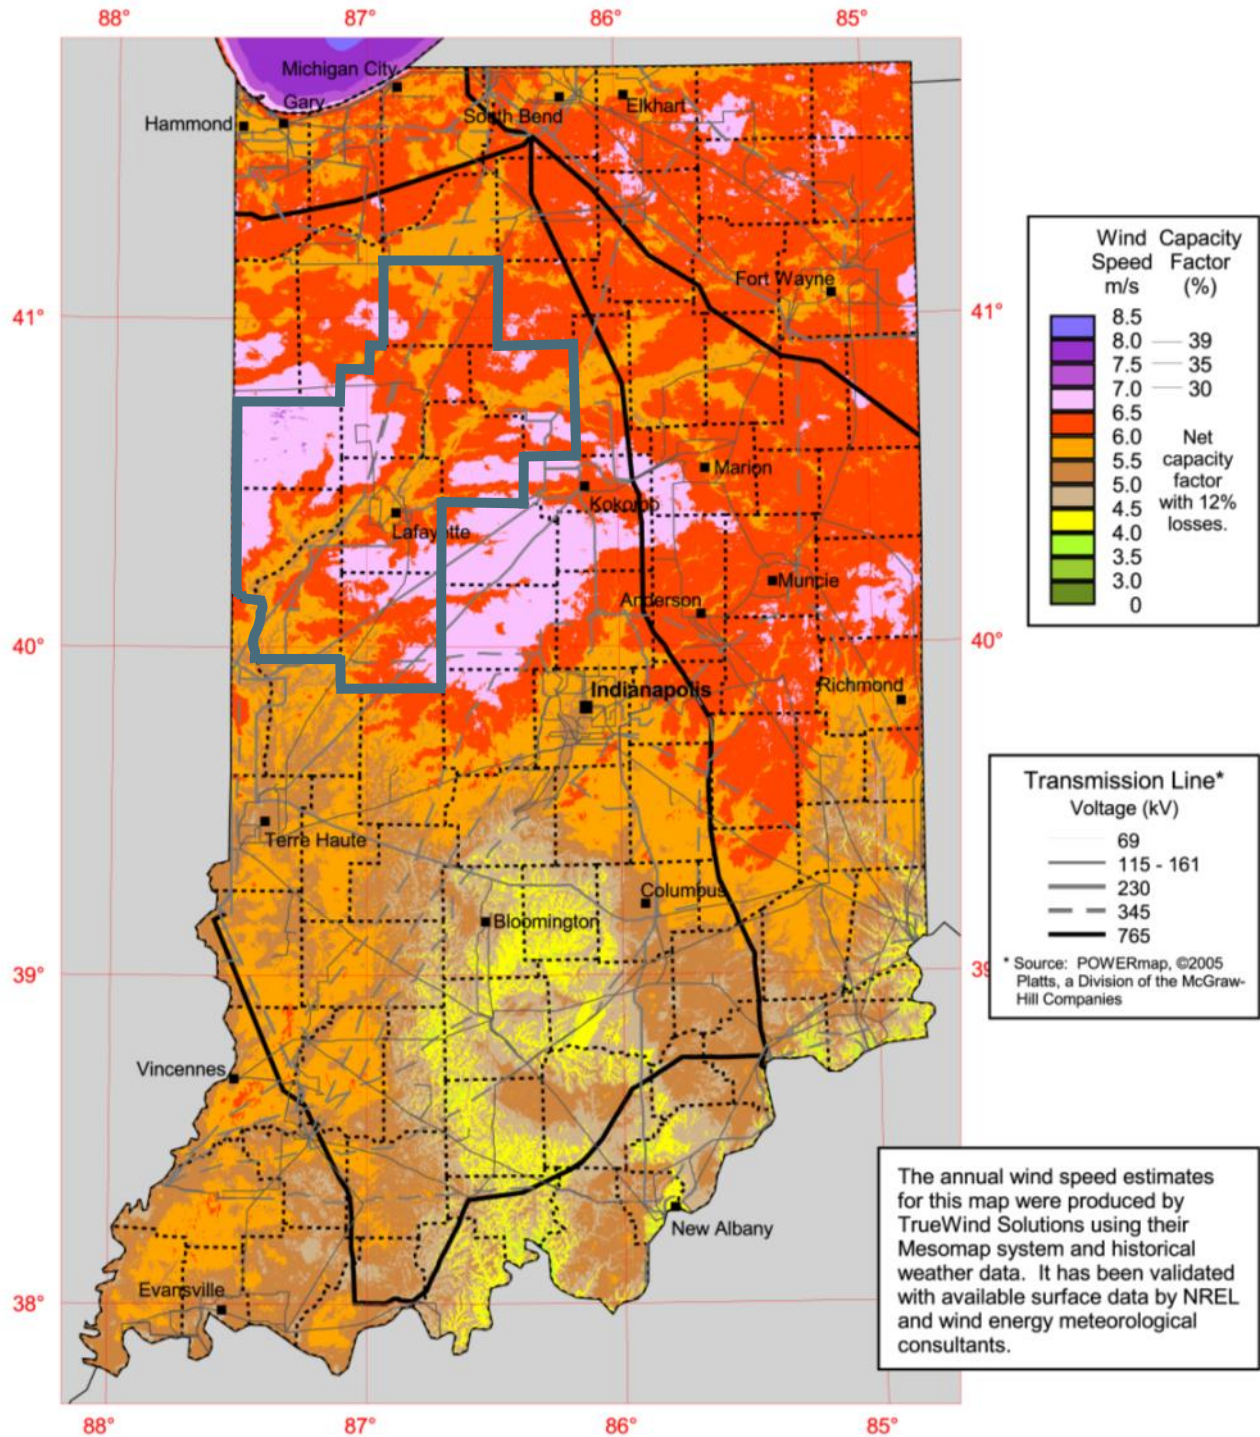 88°
87°
86°
85°
Michigan City
Gary
Hammond
South Bend
Elkhart
Fort Wayne
41°
41°
Marion
Kokomo
Lafayette
Muncie
Anderson
40°
40°
Indianapolis
Richmond
Terre Haute
Columbus
Bloomington
39°
39
Vincennes
New Albany
Evansville
38°
88°
87°
86°
85°
Wind Capacity
Speed Factor
m/s (%)
8.5
8.0 39
7.5 35
7.0 30
6.5
6.0 Net
5.5 capacity
5.0 factor
4.5 with 12%
4.0 losses.
3.5
3.0
0
Transmission Line*
Voltage (kV)
69
115 - 161
230
345
765
* Source: POWERmap, ©2005
Platts, a Division of the McGraw-
Hill Companies
The annual wind speed estimates
for this map were produced by
TrueWind Solutions using their
Mesomap system and historical
weather data. It has been validated
with available surface data by NREL
and wind energy meteorological
consultants.